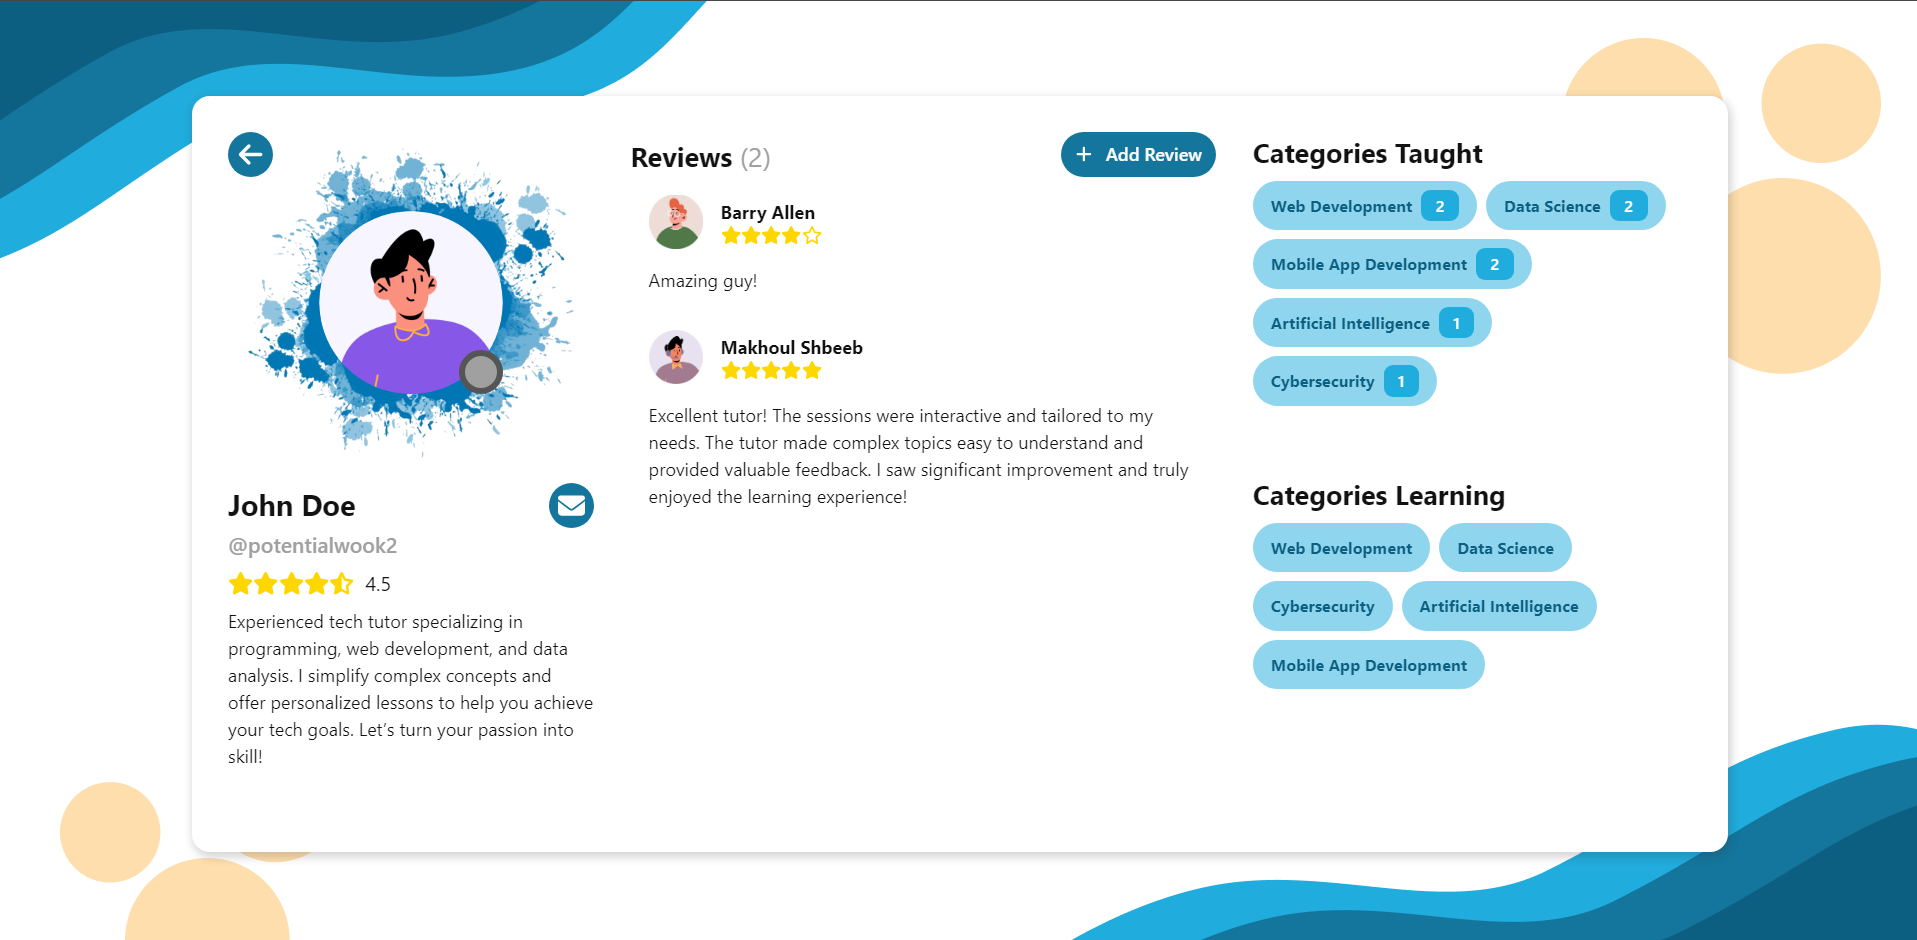 John Doe
@potentialwook2
4.5
Experienced tech tutor specializing in
programming, web development, and data
analysis. I simplify complex concepts and
offer personalized lessons to help you achieve
your tech goals. Let’s turn your passion into
skill!
Reviews (2)
+ Add Review
Barry Allen
Amazing guy!
Makhoul Shbeeb
Excellent tutor! The sessions were interactive and tailored to my
needs. The tutor made complex topics easy to understand and
provided valuable feedback. I saw significant improvement and truly
enjoyed the learning experience!
Categories Taught
Web Development 2 Data Science 2
Mobile App Development 2
Artificial Intelligence 1
Cybersecurity 1
Categories Learning
Web Development Data Science
Cybersecurity Artificial Intelligence
Mobile App Development